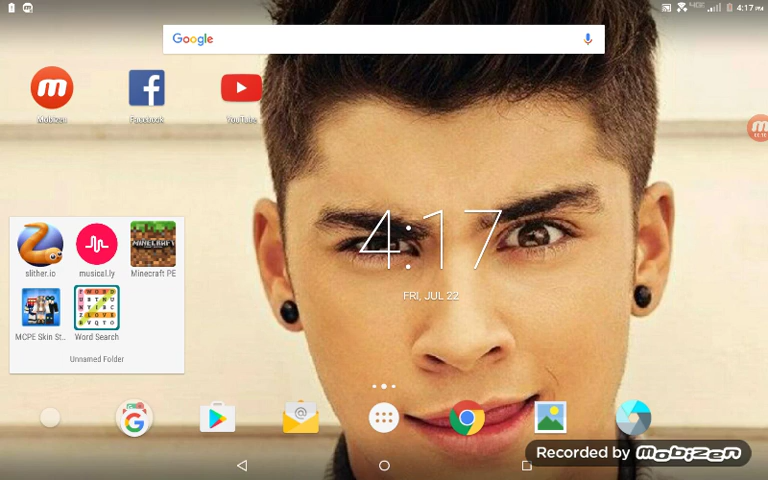 4:17 PM
Google
Mobizen
Facebook
YouTube
4:17
FRI, JUL 22
slither.io
musical.ly
Minecraft PE
MCPE Skin St..
Word Search
Unnamed Folder
Recorded by Mobizen